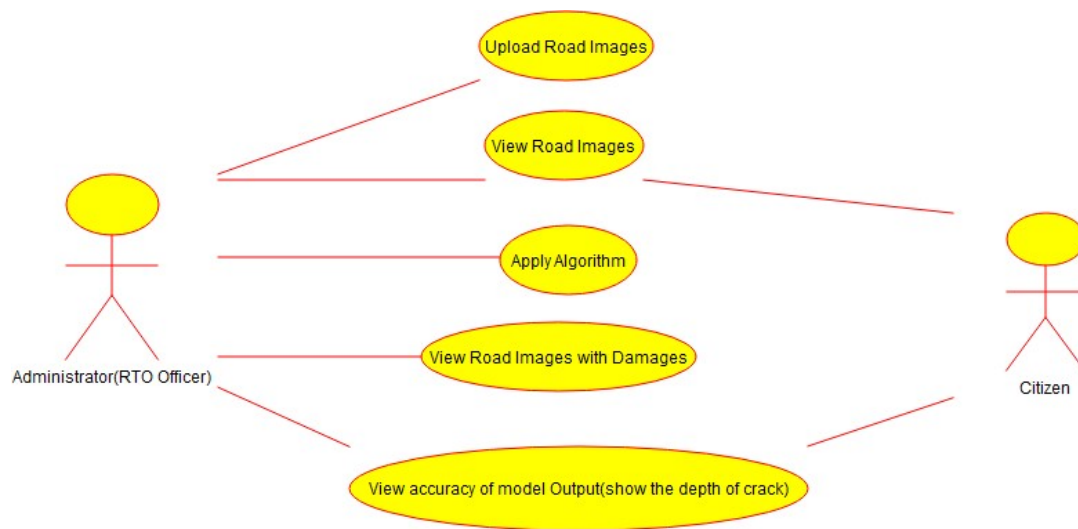 Upload Road Images
View Road Images
Apply Algorithm
View Road Images with Damages
Administrator(RTO Officer)
Citizen
View accuracy of model Output(show the depth of crack)